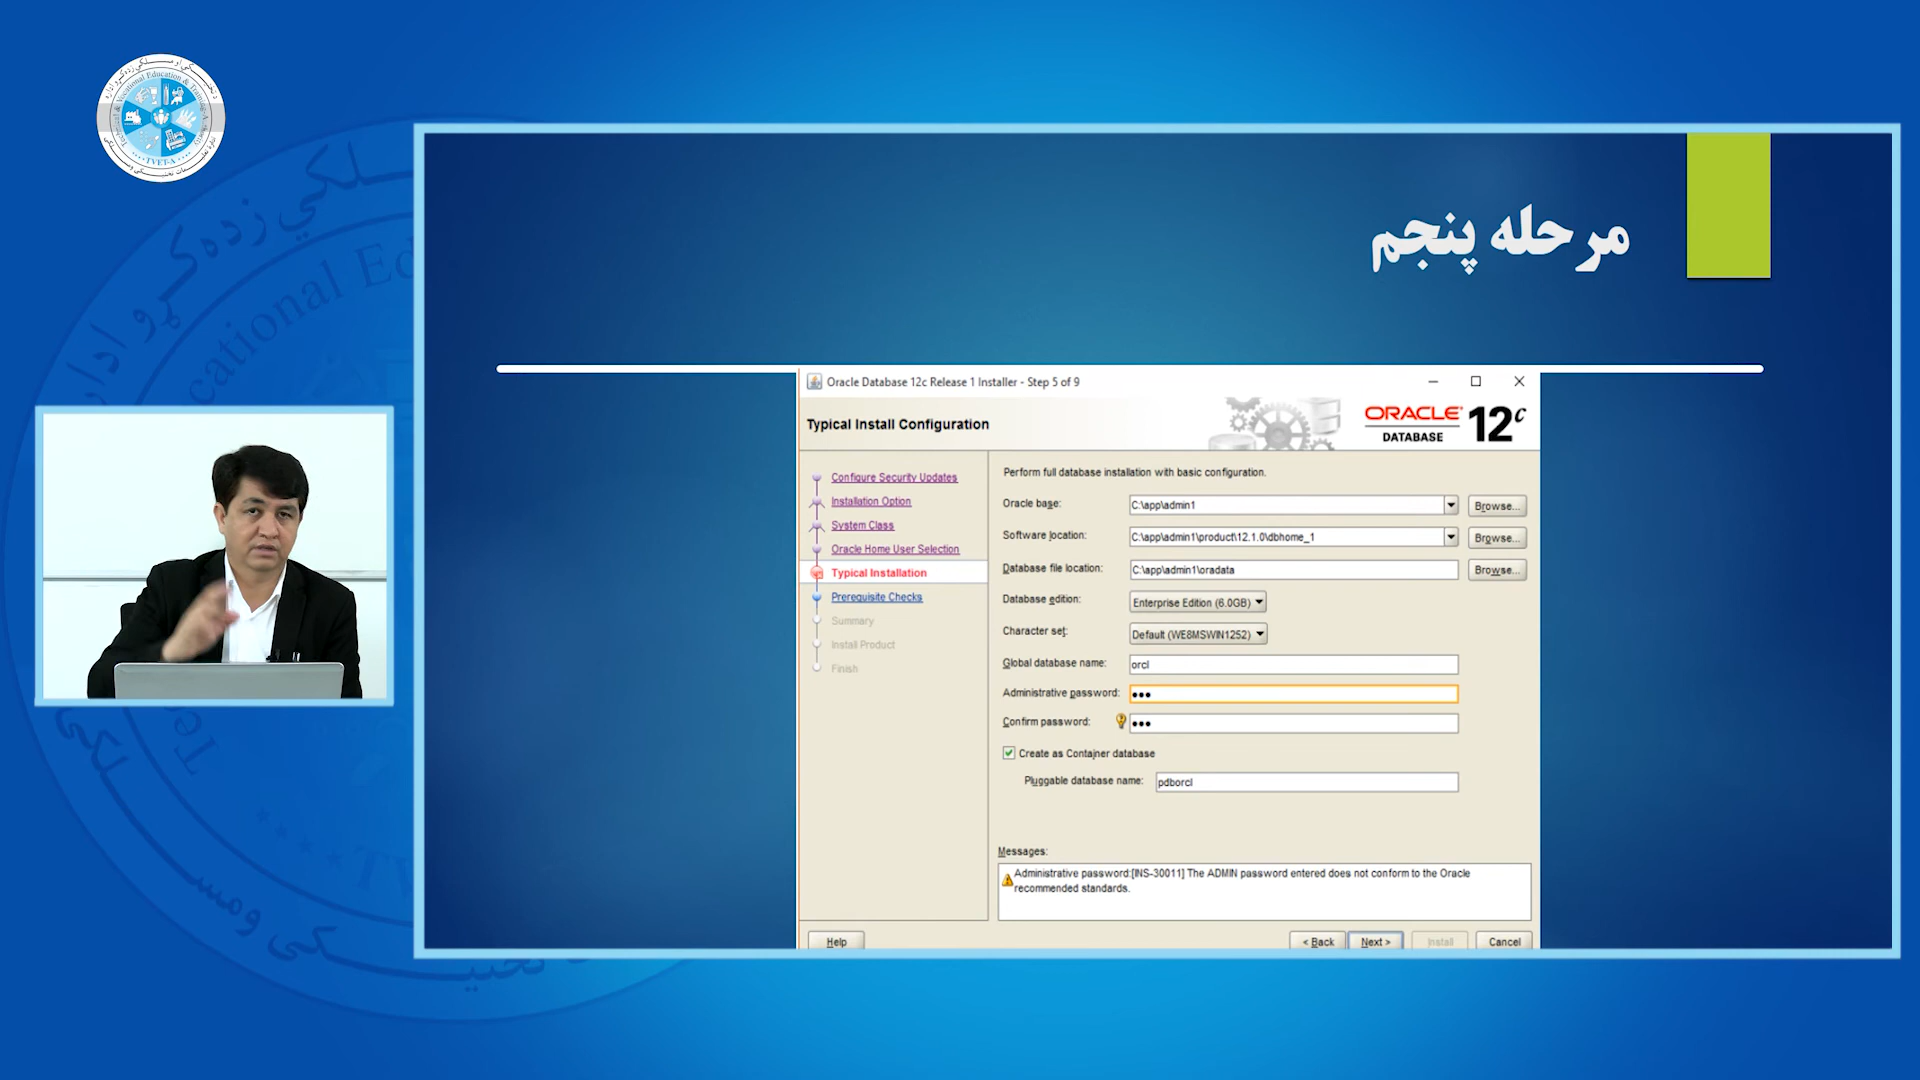 Technical & Vocational Education & Training
TVET-A
مرحله پنجم
Oracle Database 12c Release 1 Installer - Step 5 of 9
Typical Install Configuration
ORACLE
DATABASE
12c
Configure Security Updates
Installation Option
System Class
Oracle Home User Selection
Typical Installation
Prerequisite Checks
Summary
Install Product
Finish
Perform full database installation with basic configuration.
Oracle base: C:\app\admin1 Browse...
Software location: C:\app\admin1\product\12.1.0\dbhome_1 Browse...
Database file location: C:\app\admin1\oradata Browse...
Database edition: Enterprise Edition (6.0GB)
Character set: Default (WE8MSWIN1252)
Global database name: orcl
Administrative password: •••
Confirm password: •••
Create as Container database
Pluggable database name: pdborcl
Messages:
Administrative password:[INS-30011] The ADMIN password entered does not conform to the Oracle
recommended standards.
Help < Back Next > Install Cancel